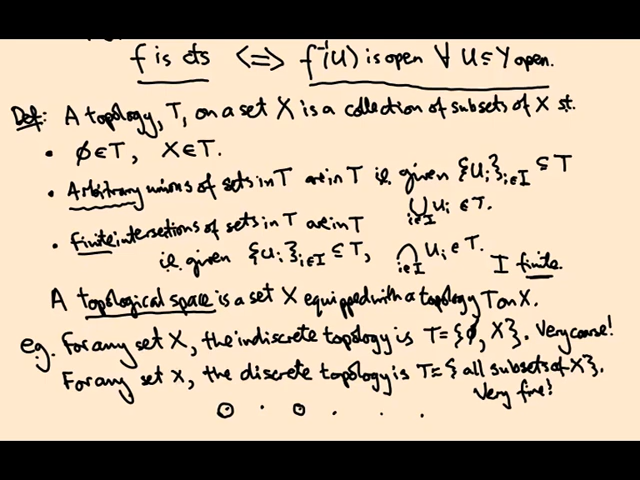 f is cts <=> f⁻¹(U) is open ∀ U ⊆ Y open.
Def: A topology, T, on a set X is a collection of subsets of X st.
• ∅ ∈ T, X ∈ T.
• Arbitrary unions of sets in T are in T i.e. given {Uᵢ}ᵢ∈I ⊆ T
⋃ᵢ∈I Uᵢ ∈ T.
• Finite intersections of sets in T are in T
i.e. given {Uᵢ}ᵢ∈I ⊆ T, ⋂ᵢ∈I Uᵢ ∈ T. I finite.
A topological space is a set X equipped with a topology T on X.
e.g. For any set X, the indiscrete topology is T = {∅, X}. Very coarse!
For any set X, the discrete topology is T = {all subsets of X}.
Very fine!